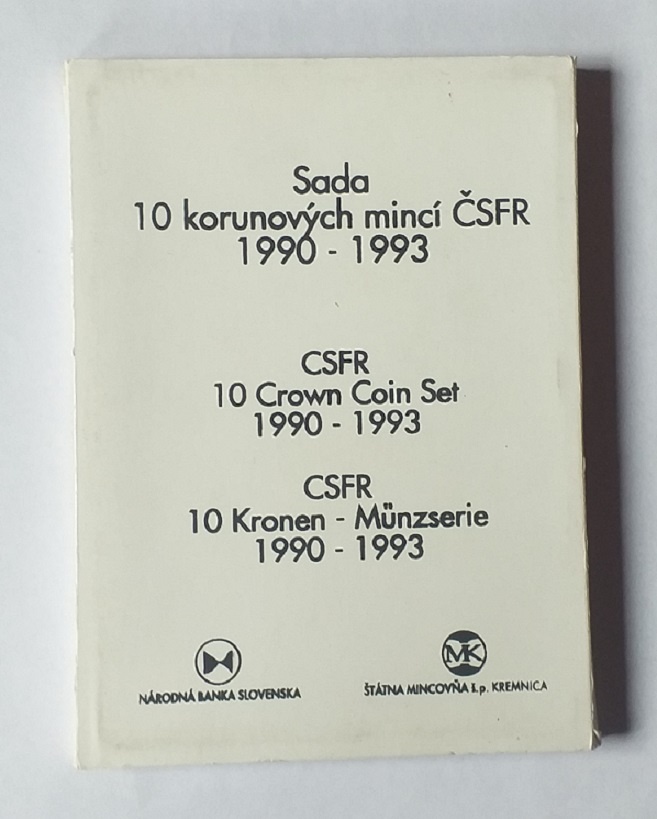 Sada
10 korunových mincí ČSFR
1990 - 1993
CSFR
10 Crown Coin Set
1990 - 1993
CSFR
10 Kronen - Münzserie
1990 - 1993
MK
NÁRODNÁ BANKA SLOVENSKA
ŠTÁTNA MINCOVŇA š.p. KREMNICA